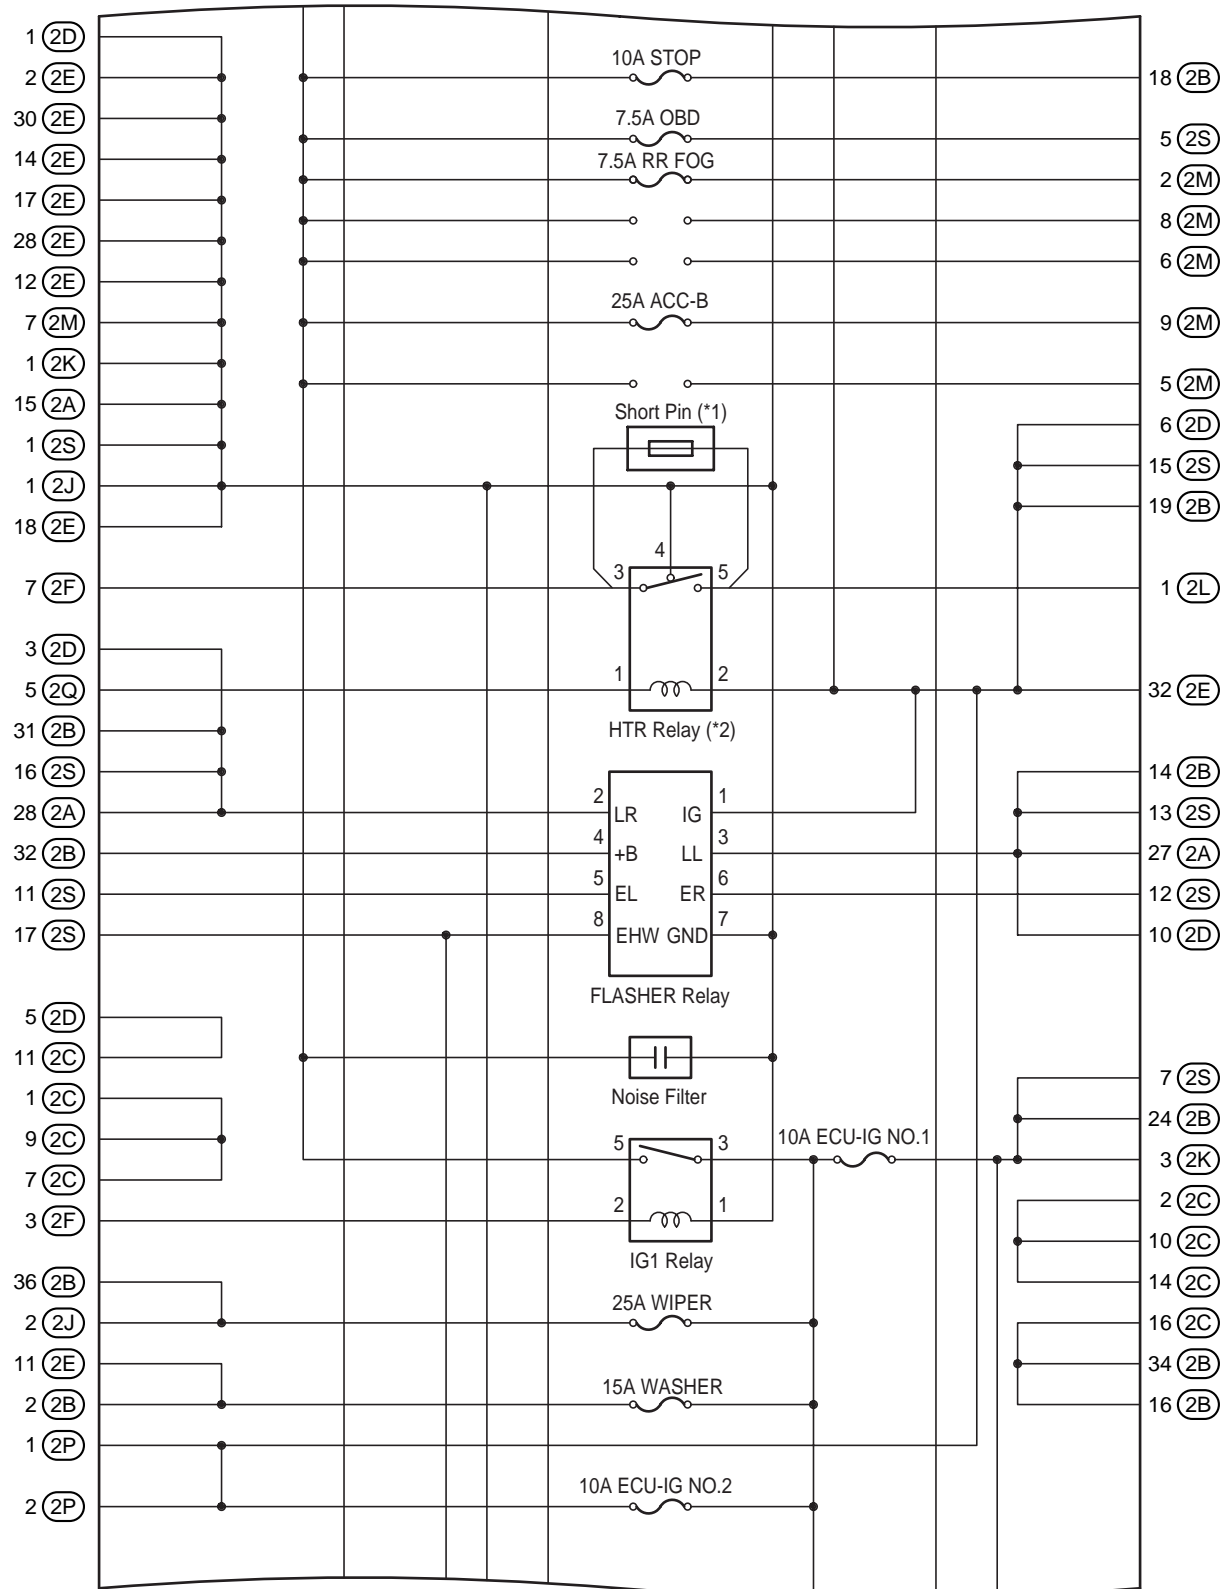 1 2D
2 2E
30 2E
14 2E
17 2E
28 2E
12 2E
7 2M
1 2K
15 2A
1 2S
1 2J
18 2E
7 2F
3 2D
5 2Q
31 2B
16 2S
28 2A
32 2B
11 2S
17 2S
5 2D
11 2C
1 2C
9 2C
7 2C
3 2F
36 2B
2 2J
11 2E
2 2B
1 2P
2 2P
10A STOP
7.5A OBD
7.5A RR FOG
25A ACC-B
Short Pin (*1)
4
3 5
1 2
HTR Relay (*2)
2 LR IG 1
4 +B LL 3
5 EL ER 6
8 EHW GND 7
FLASHER Relay
Noise Filter
5 3
10A ECU-IG NO.1
2 1
IG1 Relay
25A WIPER
15A WASHER
10A ECU-IG NO.2
18 2B
5 2S
2 2M
8 2M
6 2M
9 2M
5 2M
6 2D
15 2S
19 2B
1 2L
32 2E
14 2B
13 2S
27 2A
12 2S
10 2D
7 2S
24 2B
3 2K
2 2C
10 2C
14 2C
16 2C
34 2B
16 2B